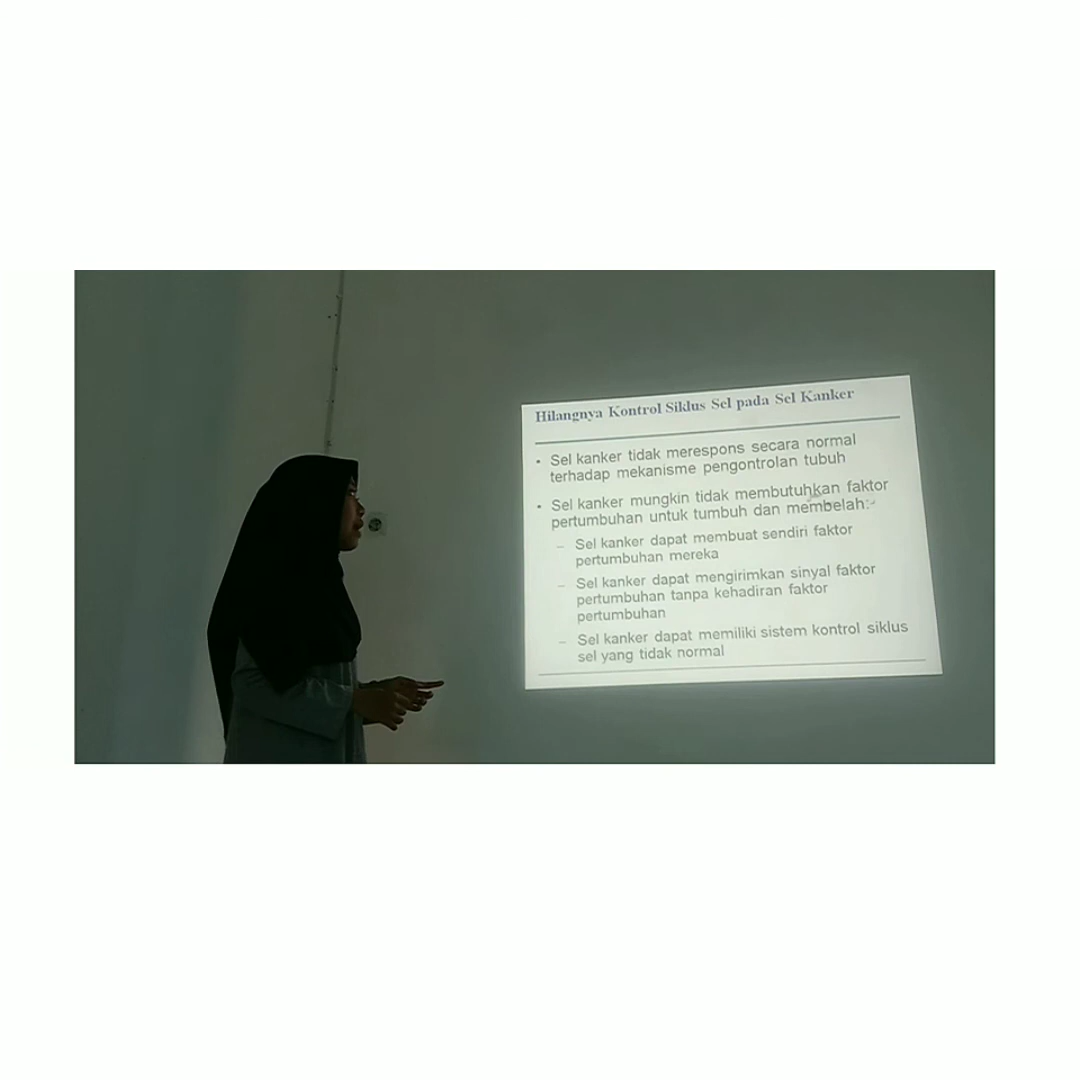 Hilangnya Kontrol Siklus Sel pada Sel Kanker
• Sel kanker tidak merespons secara normal
terhadap mekanisme pengontrolan tubuh
• Sel kanker mungkin tidak membutuhkan faktor
pertumbuhan untuk tumbuh dan membelah:
– Sel kanker dapat membuat sendiri faktor
pertumbuhan mereka
– Sel kanker dapat mengirimkan sinyal faktor
pertumbuhan tanpa kehadiran faktor
pertumbuhan
– Sel kanker dapat memiliki sistem kontrol siklus
sel yang tidak normal